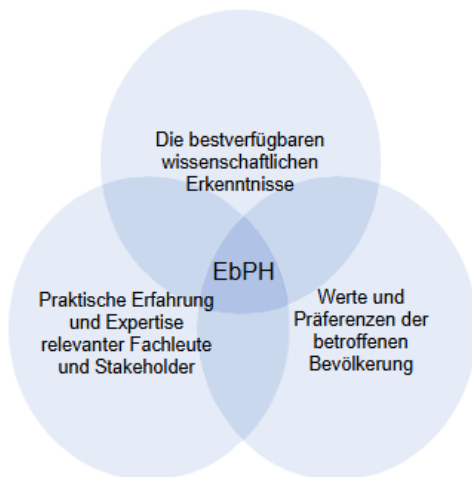 Die bestverfügbaren
wissenschaftlichen
Erkenntnisse
EbPH
Praktische Erfahrung
und Expertise
relevanter Fachleute
und Stakeholder
Werte und
Präferenzen der
betroffenen
Bevölkerung